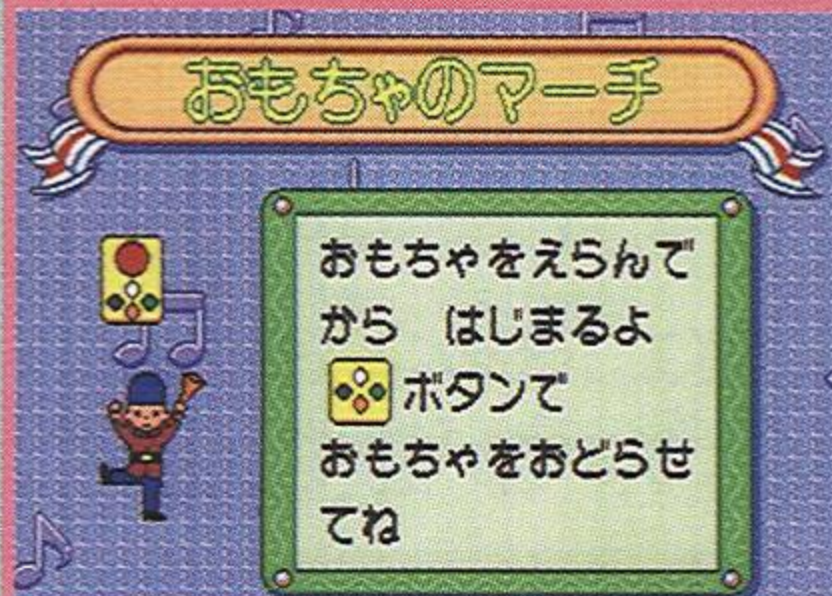 おもちゃのマーチ
おもちゃをえらんで
から　はじまるよ
ボタンで
おもちゃをおどらせ
てね